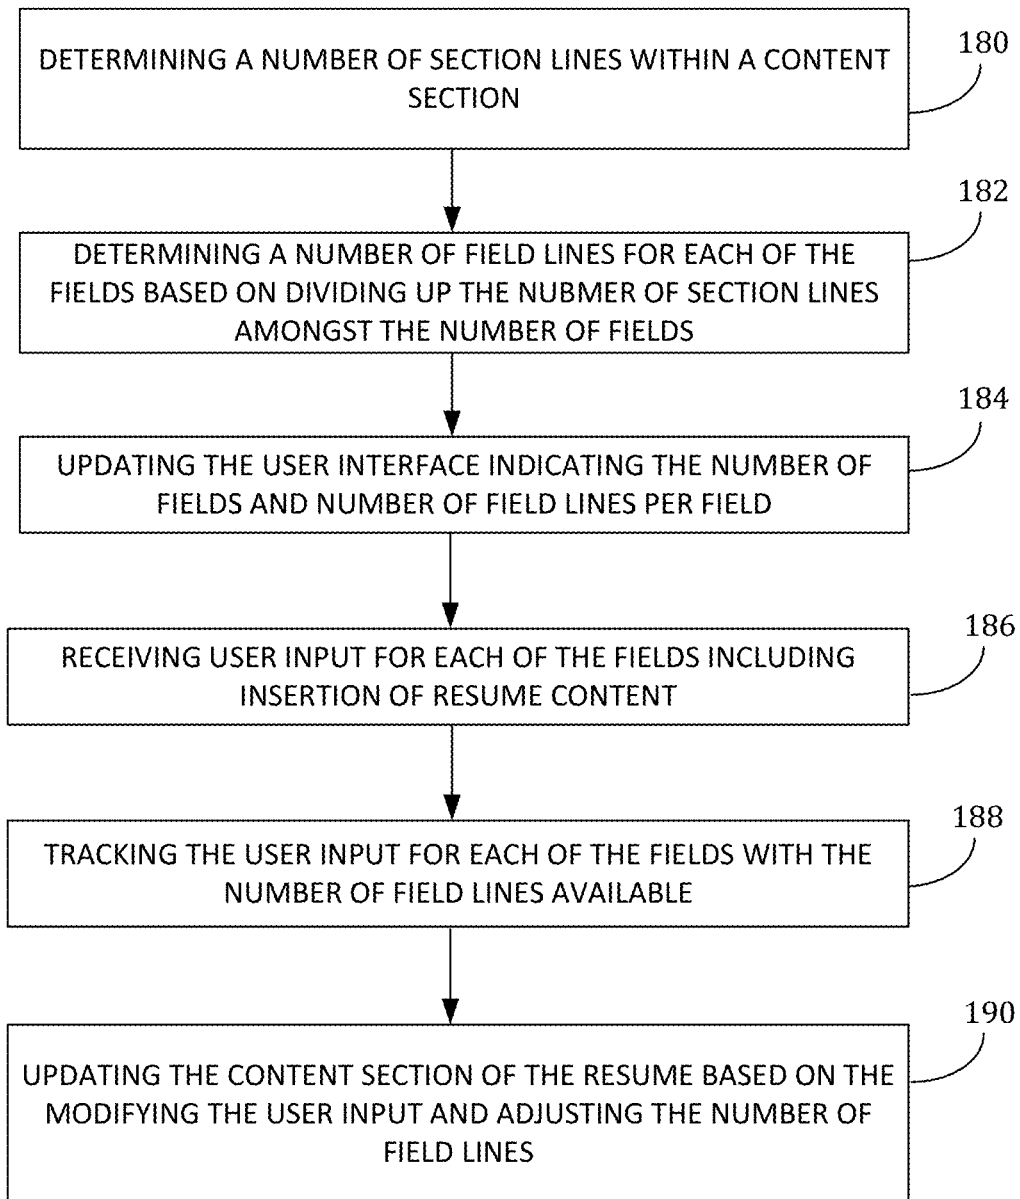 180
DETERMINING A NUMBER OF SECTION LINES WITHIN A CONTENT
SECTION
182
DETERMINING A NUMBER OF FIELD LINES FOR EACH OF THE
FIELDS BASED ON DIVIDING UP THE NUBMER OF SECTION LINES
AMONGST THE NUMBER OF FIELDS
184
UPDATING THE USER INTERFACE INDICATING THE NUMBER OF
FIELDS AND NUMBER OF FIELD LINES PER FIELD
186
RECEIVING USER INPUT FOR EACH OF THE FIELDS INCLUDING
INSERTION OF RESUME CONTENT
188
TRACKING THE USER INPUT FOR EACH OF THE FIELDS WITH THE
NUMBER OF FIELD LINES AVAILABLE
190
UPDATING THE CONTENT SECTION OF THE RESUME BASED ON THE
MODIFYING THE USER INPUT AND ADJUSTING THE NUMBER OF
FIELD LINES